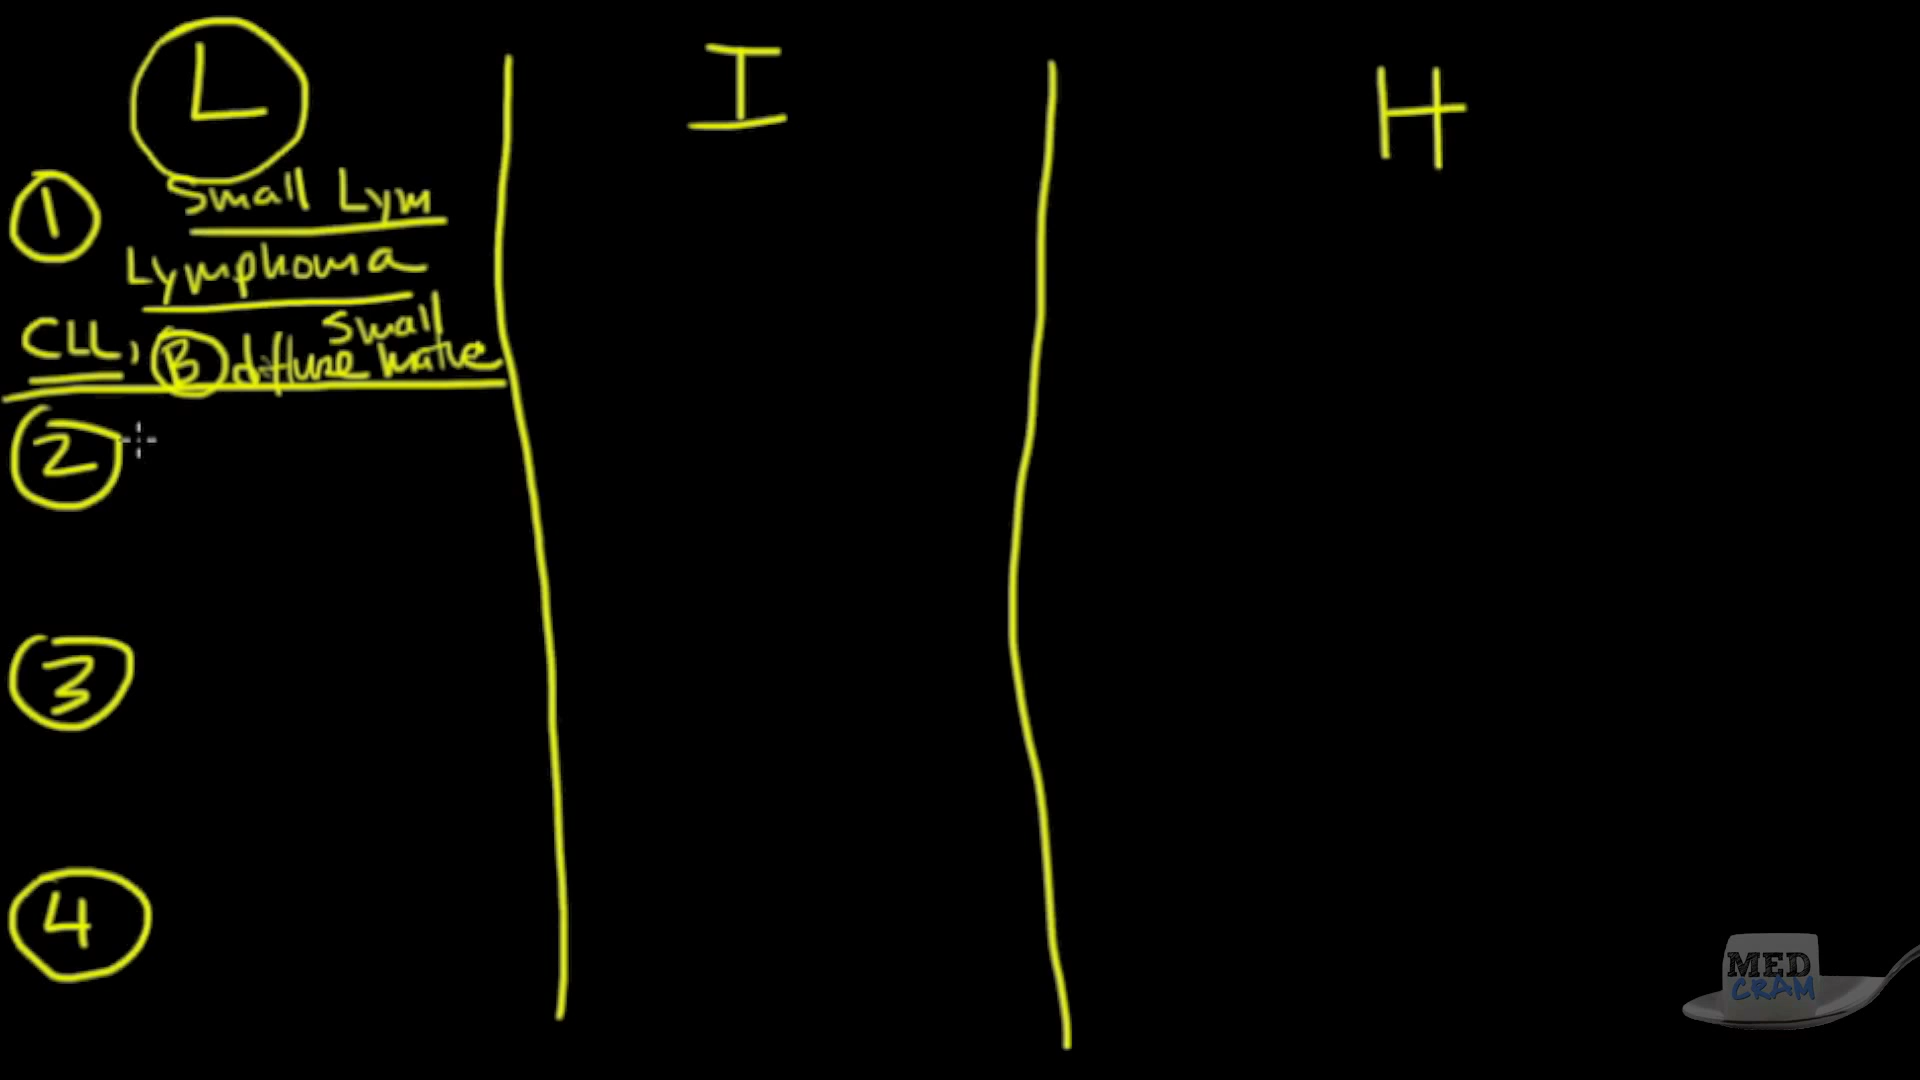 L I H
1 Small Lym
Lymphoma
CLL, B diffuse Small
2
3
4
MED
CRAM